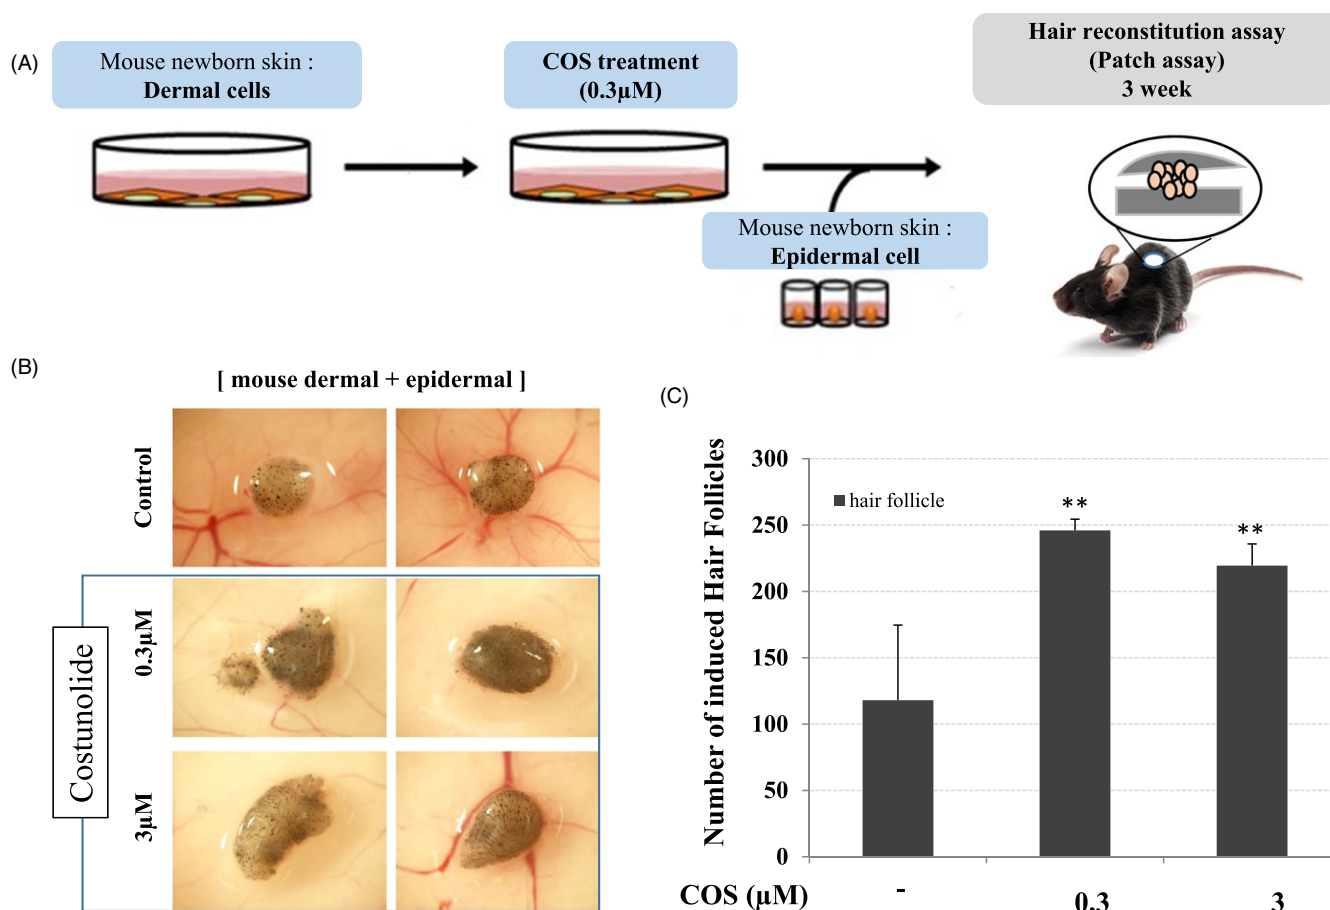 (A)
Mouse newborn skin :
Dermal cells
COS treatment
(0.3μM)
Hair reconstitution assay
(Patch assay)
3 week
Mouse newborn skin :
Epidermal cell
(B)
[ mouse dermal + epidermal ]
Control
Costunolide
0.3μM
3μM
(C)
Number of induced Hair Follicles
300
250
200
150
100
50
0
hair follicle
**
**
COS (μM)
-
0.3
3